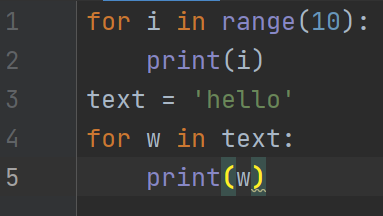 1 for i in range(10):
2     print(i)
3 text = 'hello'
4 for w in text:
5     print(w)